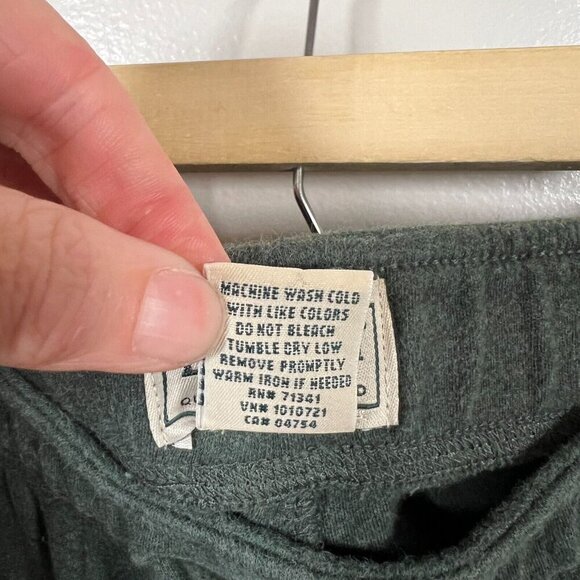 MACHINE WASH COLD
WITH LIKE COLORS
DO NOT BLEACH
TUMBLE DRY LOW
REMOVE PROMPTLY
WARM IRON IF NEEDED
RN# 71341
VN# 1010721
CA# 04754